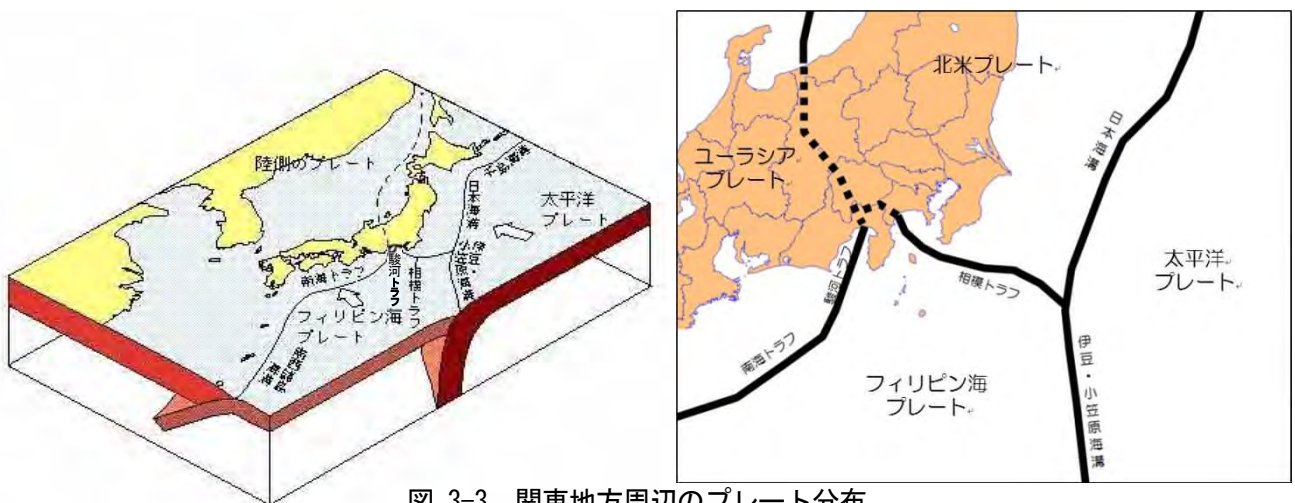 陸側のプレート
千島海溝
日本海溝
太平洋
プレート
伊豆・
小笠原海溝
南海トラフ
駿河トラフ
相模トラフ
フィリピン海
プレート
南西諸島
海溝
北米プレート
ユーラシア
プレート
日本海溝
太平洋
プレート
駿河トラフ
相模トラフ
南海トラフ
フィリピン海
プレート
伊豆・小笠原海溝
図 3-3 関東地方周辺のプレート分布